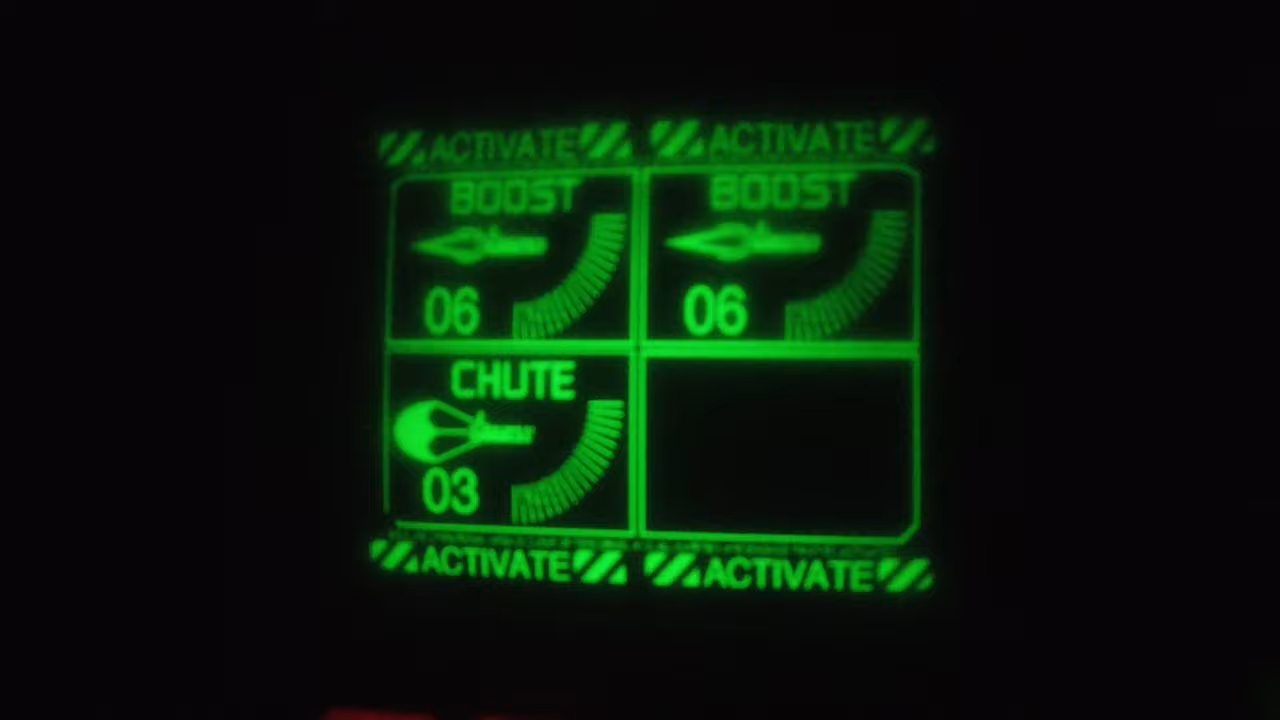 ACTIVATE ACTIVATE
BOOST BOOST
06 06
CHUTE
03
ACTIVATE ACTIVATE